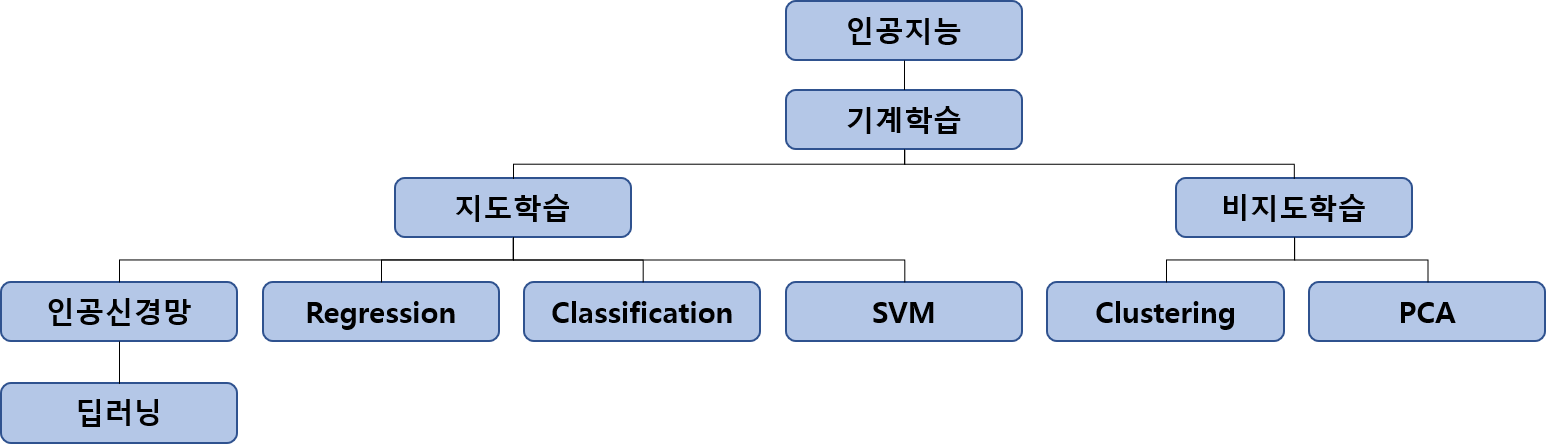 인공지능
기계학습
지도학습
비지도학습
인공신경망
Regression
Classification
SVM
Clustering
PCA
딥러닝